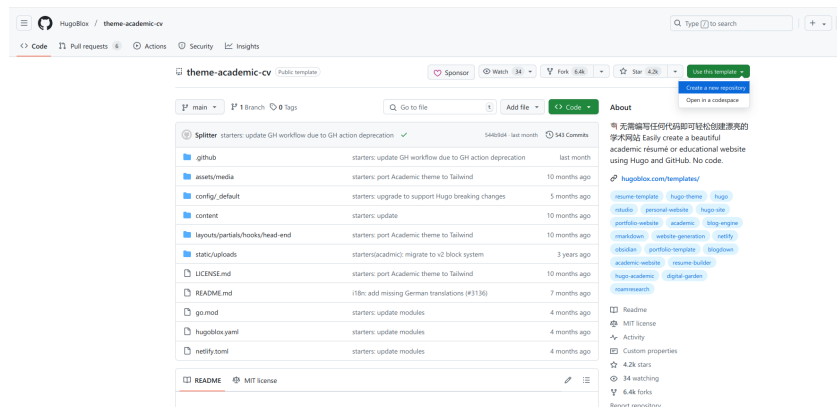 HugoBlox / theme-academic-cv
Type / to search
Code Pull requests 6 Actions Security Insights
theme-academic-cv Public template
Sponsor Watch 34 Fork 6.4k Star 4.2k Use this template
Create a new repository
Open in a codespace
main 1 Branch 0 Tags Go to file t Add file Code
Splitter starters: update GH workflow due to GH action deprecation 544b9d4 · last month 543 Commits
.github starters: update GH workflow due to GH action deprecation last month
assets/media starters: port Academic theme to Tailwind 10 months ago
config/_default starters: upgrade to support Hugo breaking changes 5 months ago
content starters: update 10 months ago
layouts/partials/hooks/head-end starters: port Academic theme to Tailwind 10 months ago
static/uploads starters(acadmic): migrate to v2 block system 3 years ago
LICENSE.md starters: port Academic theme to Tailwind 10 months ago
README.md i18n: add missing German translations (#3136) 7 months ago
go.mod starters: update modules 4 months ago
hugoblox.yaml starters: update modules 4 months ago
netlify.toml starters: update modules 4 months ago
README MIT license
About
无需编写任何代码即可轻松创建漂亮的
学术网站 Easily create a beautiful
academic résumé or educational website
using Hugo and GitHub. No code.
hugoblox.com/templates/
resume-template hugo-theme hugo
rstudio personal-website hugo-site
portfolio-website academic blog-engine
rmarkdown website-generation netlify
obsidian portfolio-template blogdown
academic-website resume-builder
hugo-academic digital-garden
roamresearch
Readme
MIT license
Activity
Custom properties
4.2k stars
34 watching
6.4k forks
Report repository